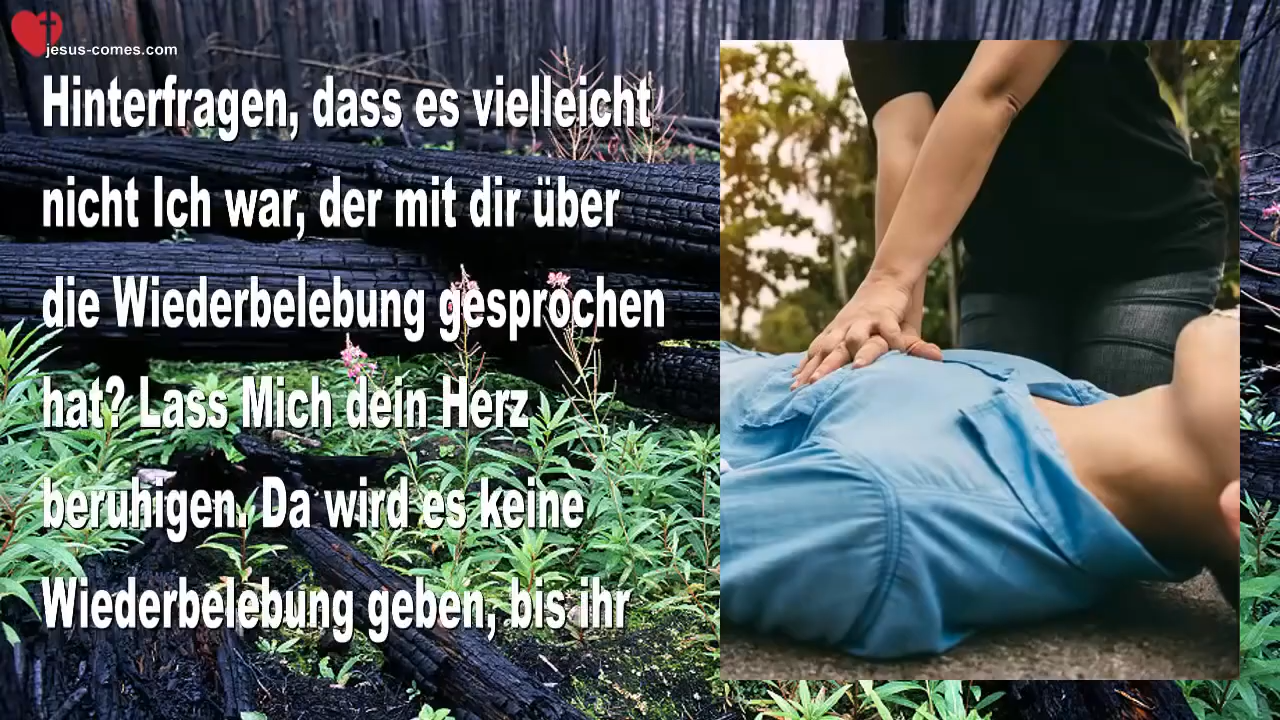 jesus-comes.com
Hinterfragen, dass es vielleicht
nicht Ich war, der mit dir über
die Wiederbelebung gesprochen
hat? Lass Mich dein Herz
beruhigen. Da wird es keine
Wiederbelebung geben, bis ihr